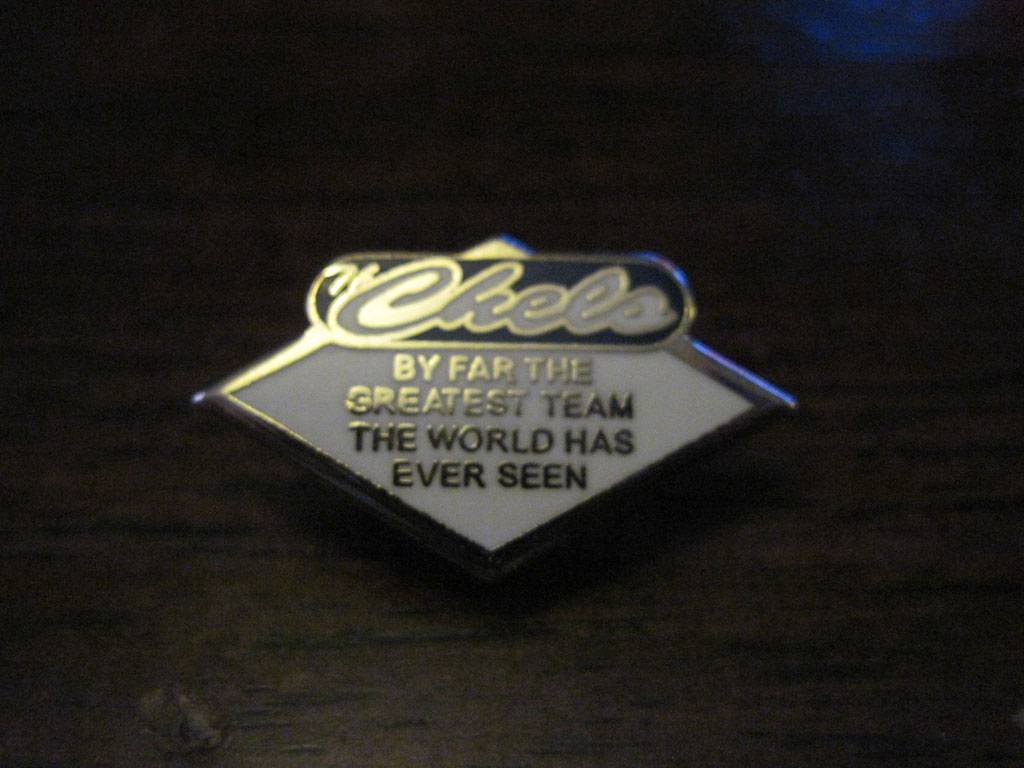 "Chels
BY FAR THE
GREATEST TEAM
THE WORLD HAS
EVER SEEN